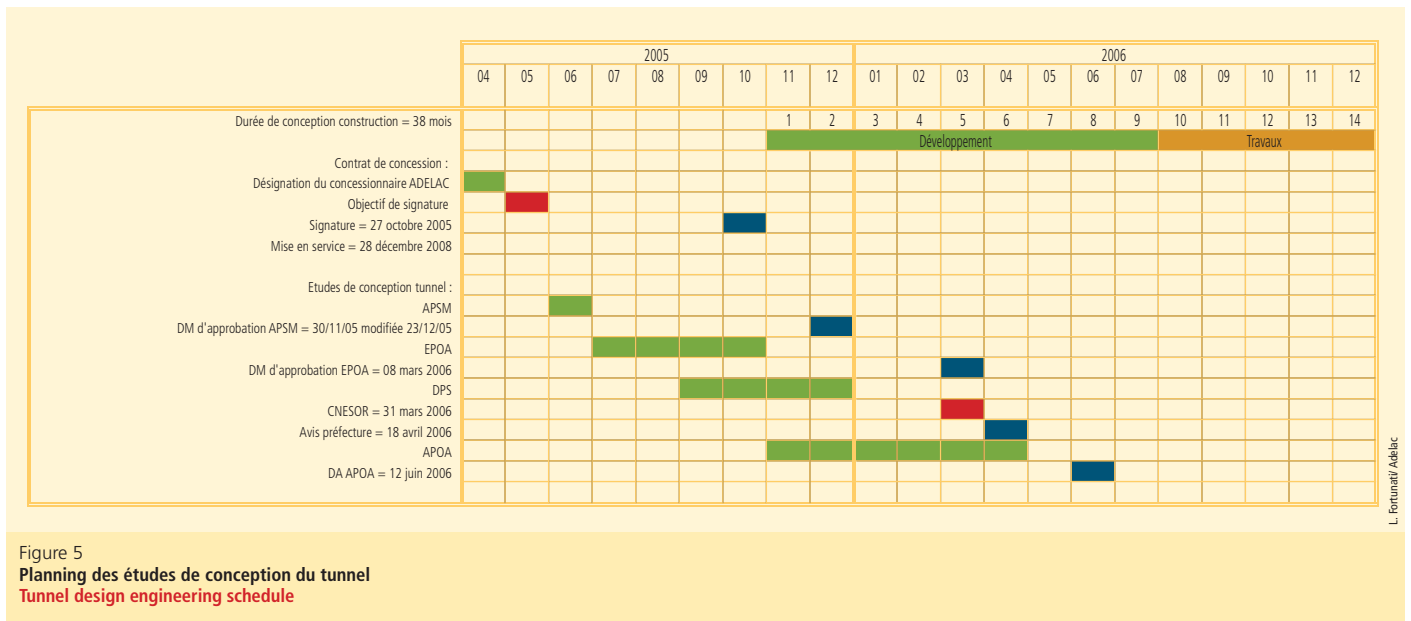 2005 2006
04 05 06 07 08 09 10 11 12 01 02 03 04 05 06 07 08 09 10 11 12
Durée de conception construction = 38 mois 1 2 3 4 5 6 7 8 9 10 11 12 13 14
Développement Travaux
Contrat de concession :
Désignation du concessionnaire ADELAC
Objectif de signature
Signature = 27 octobre 2005
Mise en service = 28 décembre 2008
Etudes de conception tunnel :
APSM
DM d'approbation APSM = 30/11/05 modifiée 23/12/05
EPOA
DM d'approbation EPOA = 08 mars 2006
DPS
CNESOR = 31 mars 2006
Avis préfecture = 18 avril 2006
APOA
DA APOA = 12 juin 2006
L. Fortunati/ Adelac
Figure 5
Planning des études de conception du tunnel
Tunnel design engineering schedule